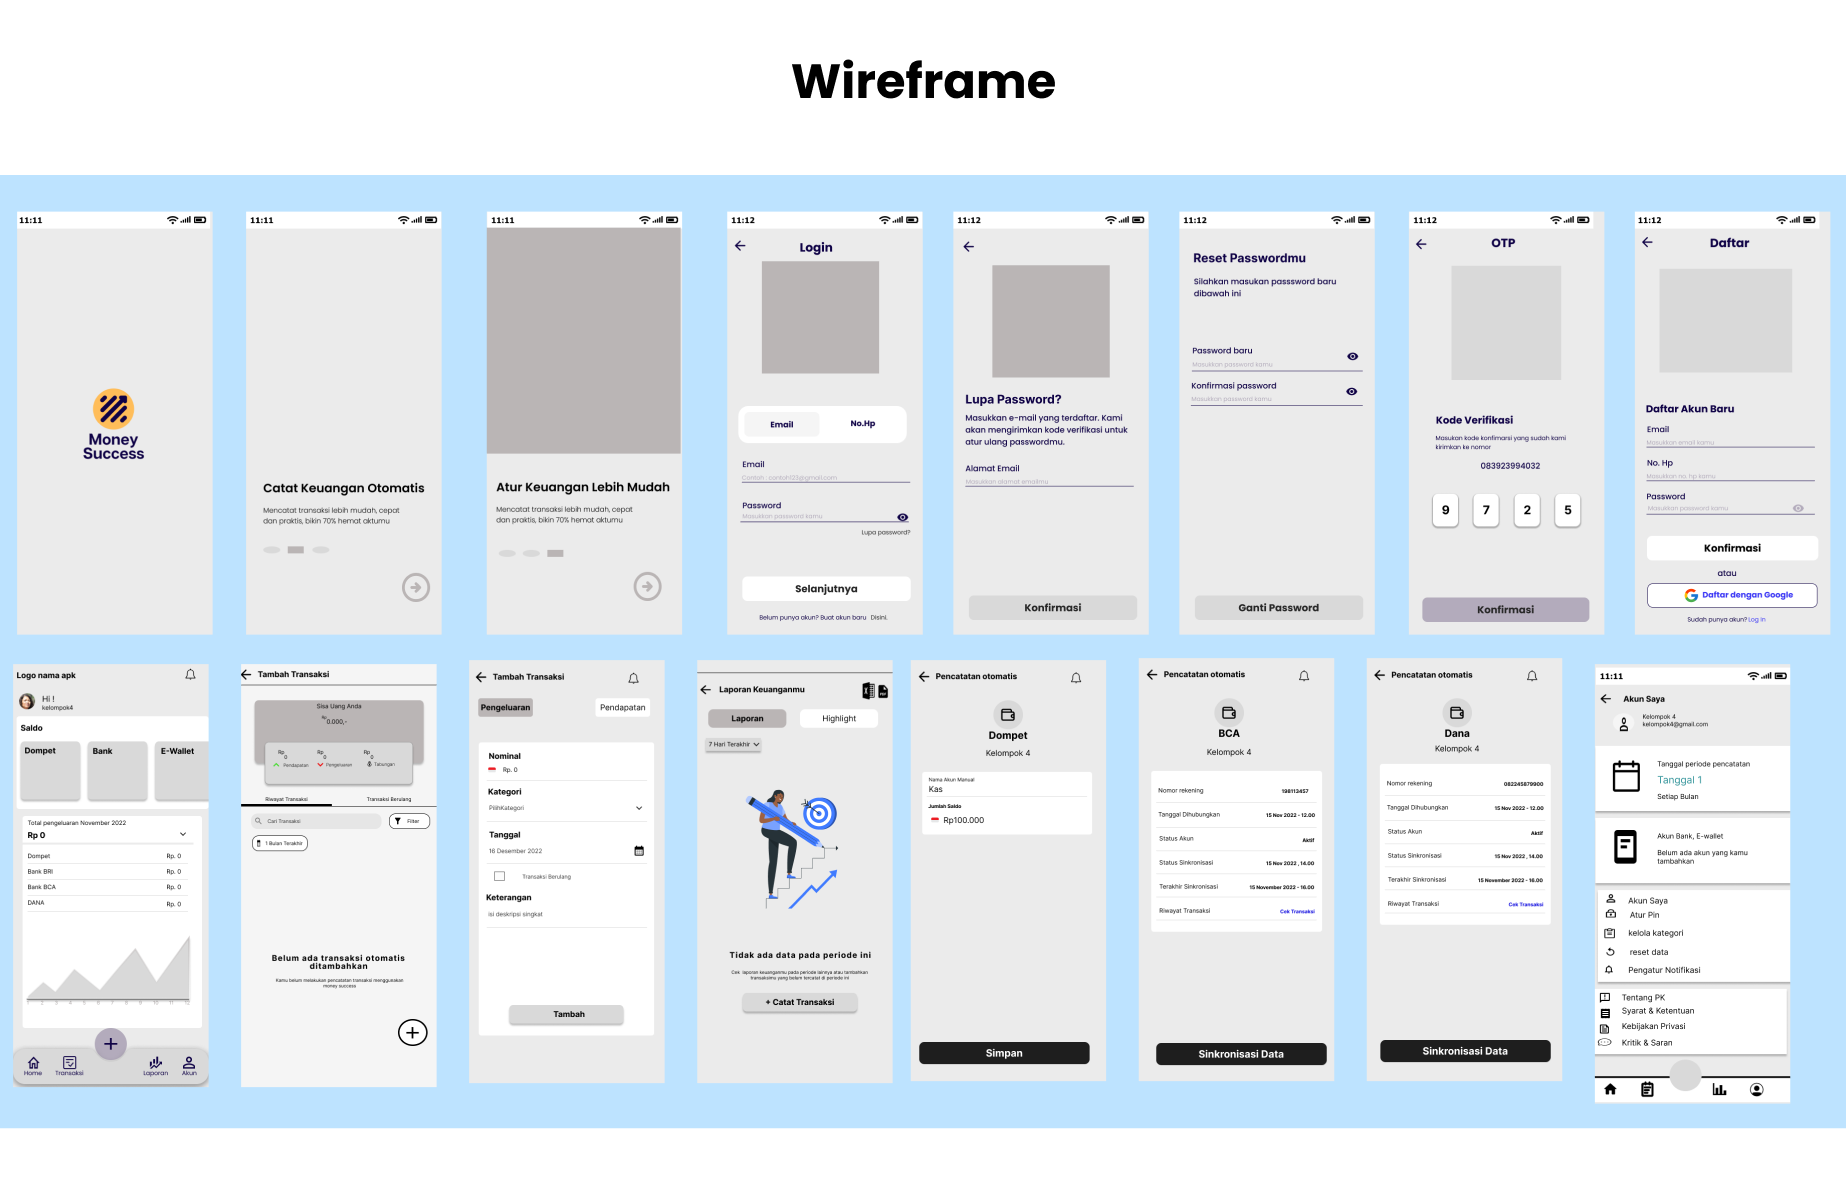 Wireframe
11:11
Money
Success
11:11
Catat Keuangan Otomatis
Mencatat transaksi lebih mudah, cepat
dan praktis, bikin 70% hemat aktumu
11:11
Atur Keuangan Lebih Mudah
Mencatat transaksi lebih mudah, cepat
dan praktis, bikin 70% hemat aktumu
11:12
Login
Email
No.Hp
Email
Contoh : contoh123@gmail.com
Password
Masukkan password kamu
Lupa password?
Selanjutnya
Belum punya akun? Buat akun baru Disini.
11:12
Lupa Password?
Masukkan e-mail yang terdaftar. Kami
akan mengirimkan kode verifikasi untuk
atur ulang passwordmu.
Alamat Email
Masukkan alamat emailmu
Konfirmasi
11:12
Reset Passwordmu
Silahkan masukan passsword baru
dibawah ini
Password baru
Masukkan password kamu
Konfirmasi password
Masukkan password kamu
Ganti Password
11:12
OTP
Kode Verifikasi
Masukan kode konfimarsi yang sudah kami
kirimkan ke nomor
083923994032
9 7 2 5
Konfirmasi
11:12
Daftar
Daftar Akun Baru
Email
Masukkan email kamu
No. Hp
Masukkan no. hp kamu
Password
Masukkan password kamu
Konfirmasi
atau
Daftar dengan Google
Sudah punya akun? Log in
Logo nama apk
Hi !
kelompok4
Saldo
Dompet
Bank
E-Wallet
Total pengeluaran November 2022
Rp 0
Dompet Rp. 0
Bank BRI Rp. 0
Bank BCA Rp. 0
DANA Rp. 0
1 2 3 4 5 6 7 8 9 10 11 12
+
Home
Transaksi
Laporan
Akun
Tambah Transaksi
Sisa Uang Anda
Rp 0.000,-
Rp 0
Pendapatan
Rp 0
Pengeluaran
Rp 0
Tabungan
Riwayat Transaksi
Transaksi Berulang
Cari Transaksi
Filter
1 Bulan Terakhir
Belum ada transaksi otomatis
ditambahkan
Kamu belum melakukan pencatatan transaksi menggunakan
money success
Tambah Transaksi
Pengeluaran
Pendapatan
Nominal
Rp. 0
Kategori
PilihKategori
Tanggal
16 Desember 2022
Transaksi Berulang
Keterangan
isi deskripsi singkat
Tambah
Laporan Keuanganmu
PDF
Laporan
Highlight
7 Hari Terakhir
Tidak ada data pada periode ini
Cek laporan keuanganmu pada periode lainnya atau tambahkan
transaksimu yang belum tercatat di periode ini
+ Catat Transaksi
Pencatatan otomatis
Dompet
Kelompok 4
Nama Akun Manual
Kas
Jumlah Saldo
Rp100.000
Simpan
Pencatatan otomatis
BCA
Kelompok 4
Nomor rekening 198113457
Tanggal Dihubungkan 15 Nov 2022 - 12.00
Status Akun Aktif
Status Sinkronisasi 15 Nov 2022 , 14.00
Terakhir Sinkronisasi 15 November 2022 - 16.00
Riwayat Transaksi Cek Transaksi
Sinkronisasi Data
Pencatatan otomatis
Dana
Kelompok 4
Nomor rekening 082245879900
Tanggal Dihubungkan 15 Nov 2022 - 12.00
Status Akun Aktif
Status Sinkronisasi 15 Nov 2022 , 14.00
Terakhir Sinkronisasi 15 November 2022 - 16.00
Riwayat Transaksi Cek Transaksi
Sinkronisasi Data
11:11
Akun Saya
Kelompok 4
kelompok4@gmail.com
Tanggal periode pencatatan
Tanggal 1
Setiap Bulan
Akun Bank, E-wallet
Belum ada akun yang kamu
tambahkan
Akun Saya
Atur Pin
kelola kategori
reset data
Pengatur Notifikasi
Tentang PK
Syarat & Ketentuan
Kebijakan Privasi
Kritik & Saran